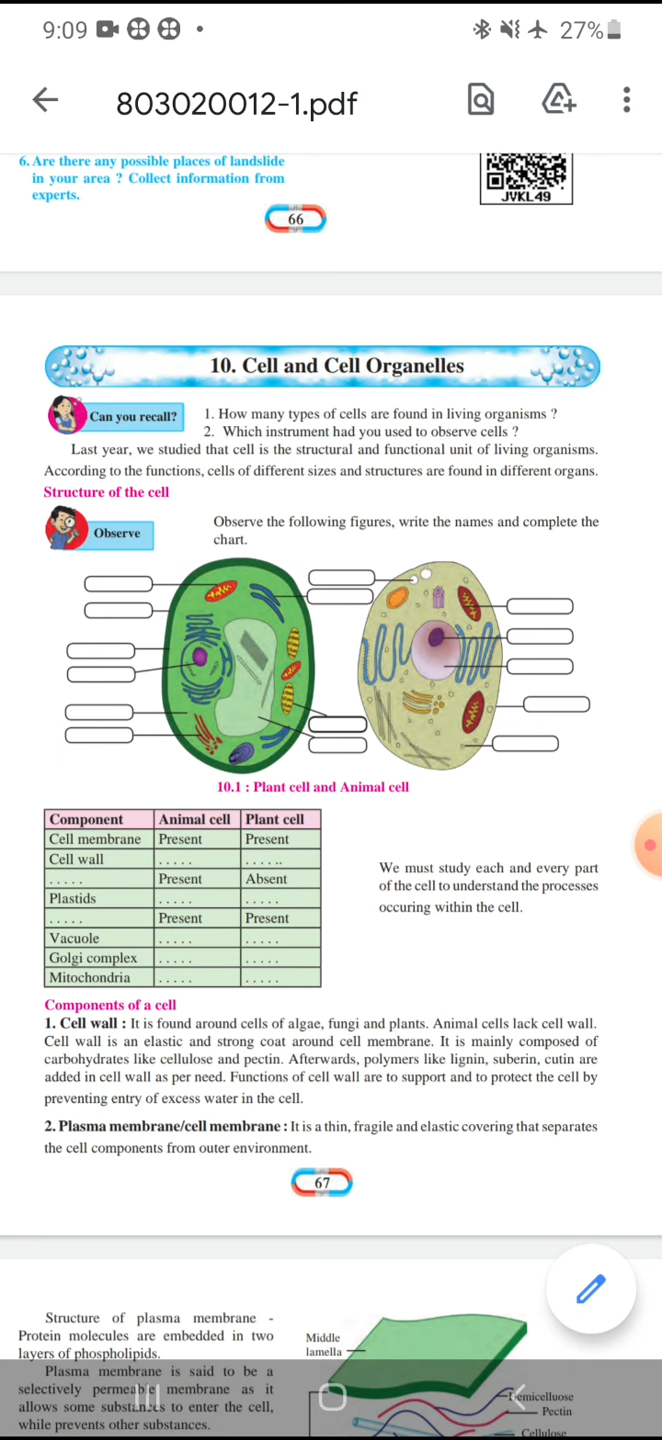 9:09
27%
803020012-1.pdf
6. Are there any possible places of landslide
in your area ? Collect information from
experts.
JVKL49
66
10. Cell and Cell Organelles
Can you recall?
1. How many types of cells are found in living organisms ?
2. Which instrument had you used to observe cells ?
Last year, we studied that cell is the structural and functional unit of living organisms.
According to the functions, cells of different sizes and structures are found in different organs.
Structure of the cell
Observe
Observe the following figures, write the names and complete the
chart.
10.1 : Plant cell and Animal cell
Component Animal cell Plant cell
Cell membrane Present Present
Cell wall . . . . . . . . . ..
. . . . . Present Absent
Plastids . . . . . . . . . .
. . . . . Present Present
Vacuole . . . . . . . . . .
Golgi complex . . . . . . . . . .
Mitochondria . . . . . . . . . .
We must study each and every part
of the cell to understand the processes
occuring within the cell.
Components of a cell
1. Cell wall : It is found around cells of algae, fungi and plants. Animal cells lack cell wall.
Cell wall is an elastic and strong coat around cell membrane. It is mainly composed of
carbohydrates like cellulose and pectin. Afterwards, polymers like lignin, suberin, cutin are
added in cell wall as per need. Functions of cell wall are to support and to protect the cell by
preventing entry of excess water in the cell.
2. Plasma membrane/cell membrane : It is a thin, fragile and elastic covering that separates
the cell components from outer environment.
67
Structure of plasma membrane -
Protein molecules are embedded in two
layers of phospholipids.
Plasma membrane is said to be a
selectively permeable membrane as it
allows some substances to enter the cell,
while prevents other substances.
Middle
lamella
Hemicelluose
Pectin
Cellulose